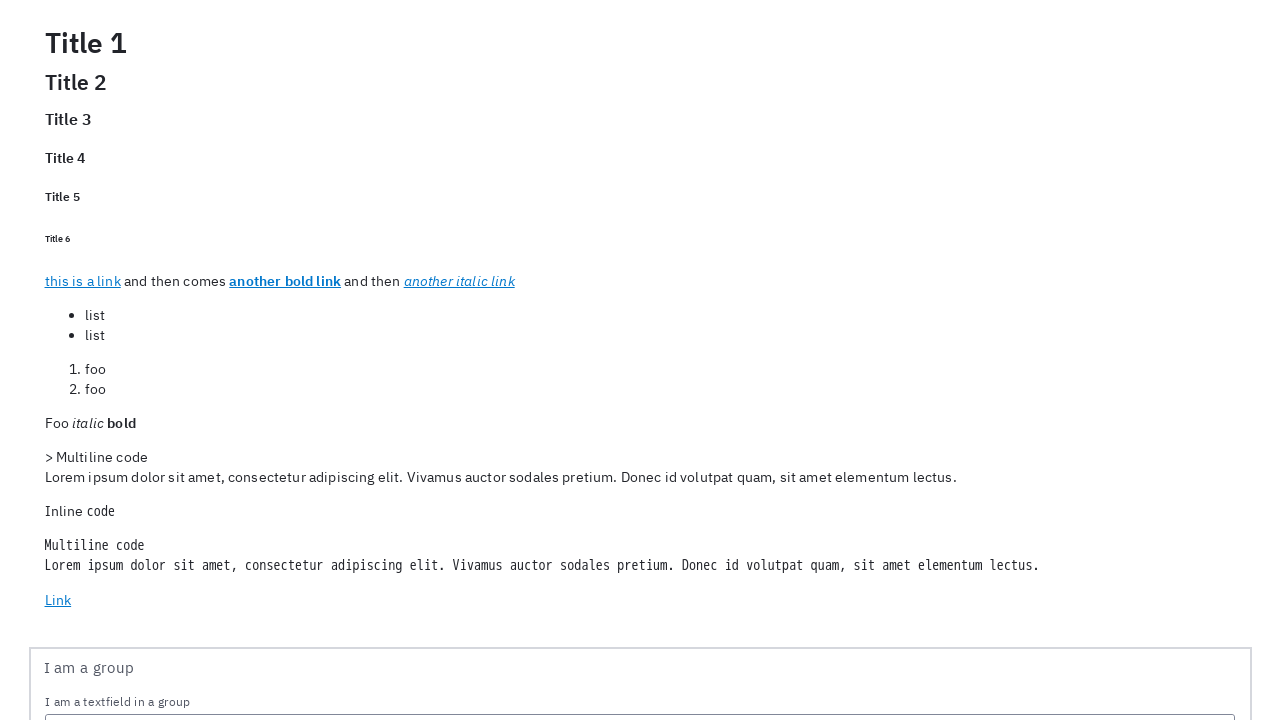 Title 1
Title 2
Title 3
Title 4
Title 5
Title 6
this is a link and then comes another bold link and then another italic link
• list
• list
1. foo
2. foo
Foo italic bold
> Multiline code
Lorem ipsum dolor sit amet, consectetur adipiscing elit. Vivamus auctor sodales pretium. Donec id volutpat quam, sit amet elementum lectus.
Inline code
Multiline code
Lorem ipsum dolor sit amet, consectetur adipiscing elit. Vivamus auctor sodales pretium. Donec id volutpat quam, sit amet elementum lectus.
Link
I am a group
I am a textfield in a group